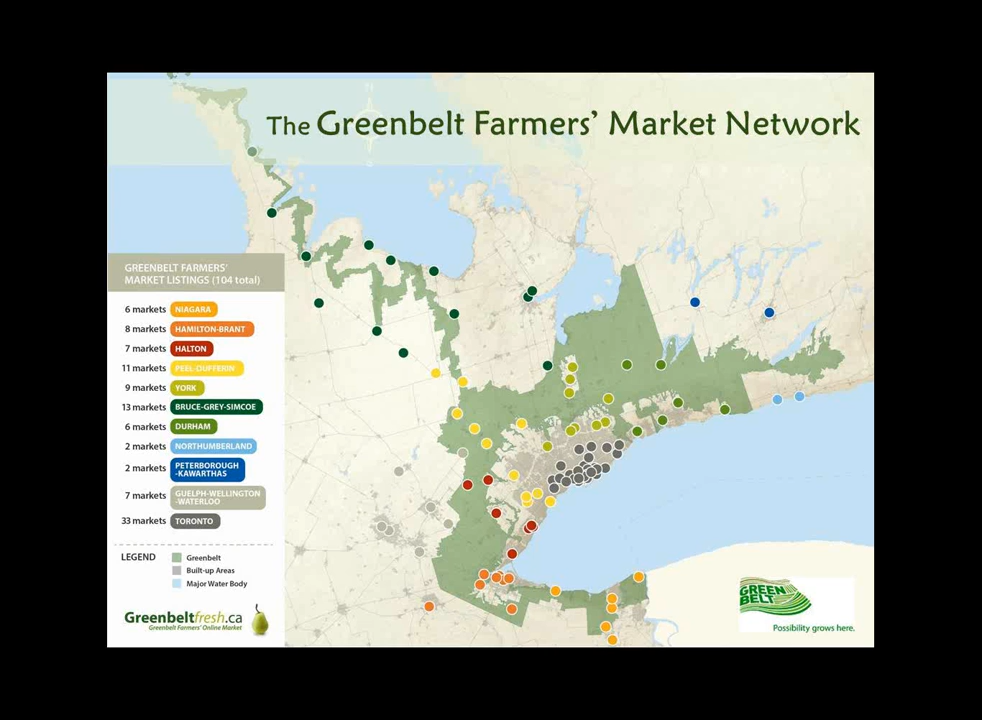 The Greenbelt Farmers' Market Network
GREENBELT FARMERS'
MARKET LISTINGS (104 total)
6 markets NIAGARA
8 markets HAMILTON-BRANT
7 markets HALTON
11 markets PEEL-DUFFERIN
9 markets YORK
13 markets BRUCE-GREY-SIMCOE
6 markets DURHAM
2 markets NORTHUMBERLAND
2 markets PETERBOROUGH
-KAWARTHAS
7 markets GUELPH-WELLINGTON
-WATERLOO
33 markets TORONTO
LEGEND
Greenbelt
Built-up Areas
Major Water Body
Greenbeltfresh.ca
Greenbelt Farmers' Online Market
GREEN
BELT
Possibility grows here.